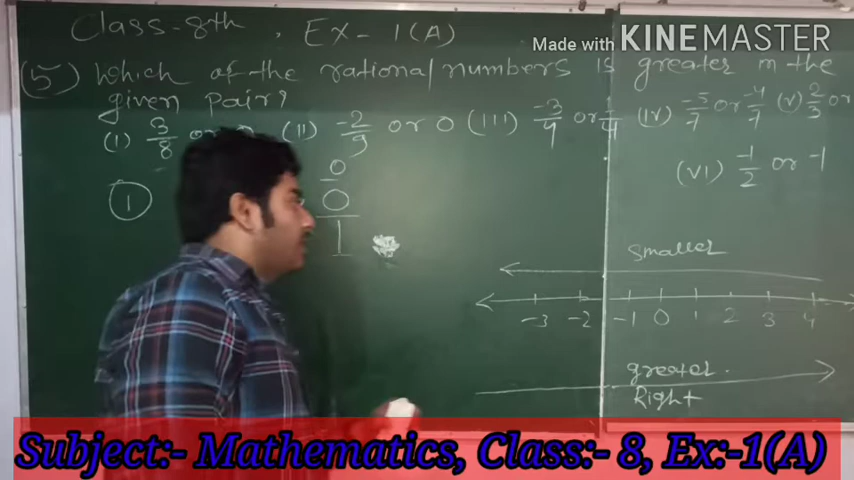 Class-8th , Ex-1(A)
Made with KINEMASTER
(5) Which of the rational numbers is greater in the
given pair?
(i) 3/8 or 0 (ii) -2/9 or 0 (iii) -3/4 or 1/4 (iv) -5/7 or -4/7 (v) 2/3 or
(vi) -1/2 or -1
① 0
0/1
smaller
-3 -2 -1 0 1 2 3 4
greater.
Right
Subject:- Mathematics, Class:- 8, Ex:-1(A)